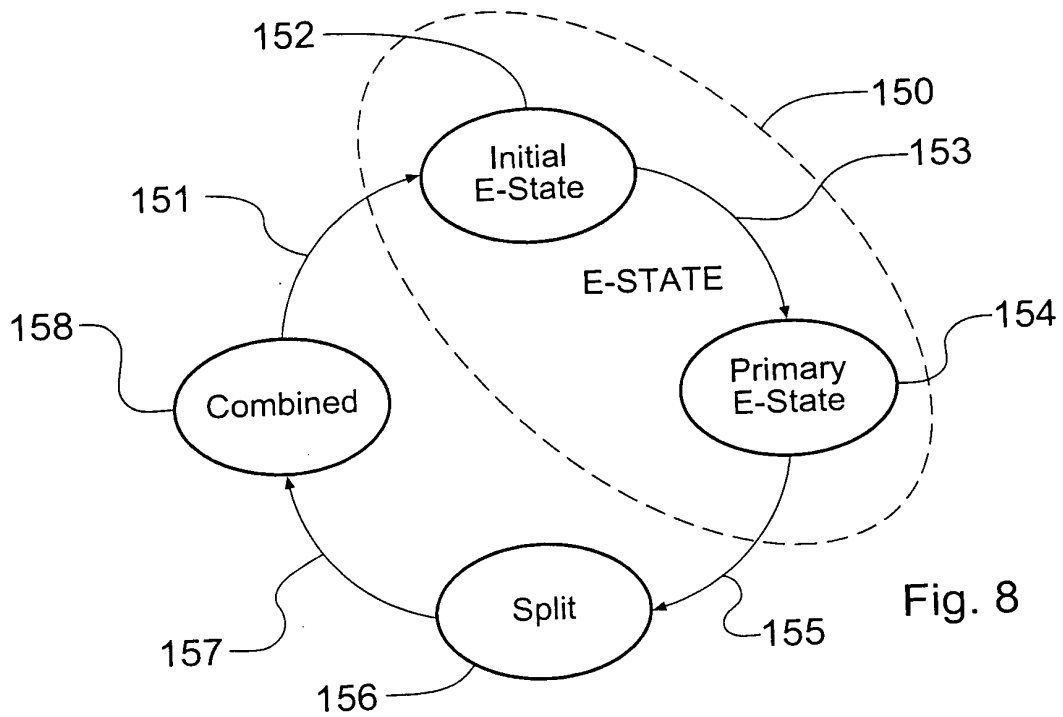 152
150
Initial
E-State
153
151
E-STATE
158
154
Primary
E-State
Combined
Split
Fig. 8
155
157
156